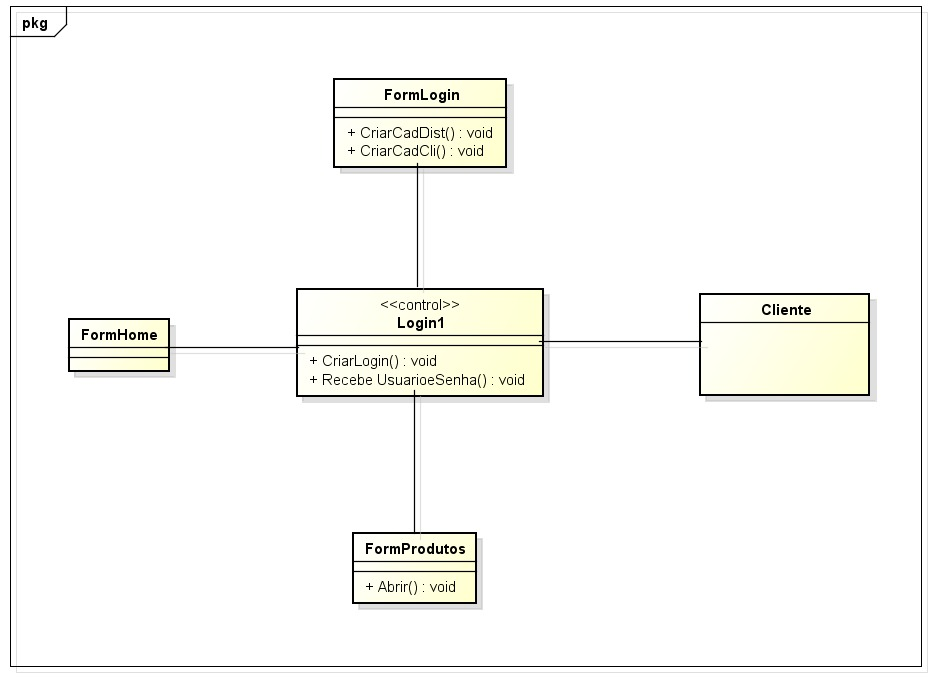 pkg
FormLogin
+ CriarCadDist() : void
+ CriarCadCli() : void
<<control>>
Login1
+ CriarLogin() : void
+ Recebe UsuarioeSenha() : void
Cliente
FormHome
FormProdutos
+ Abrir() : void